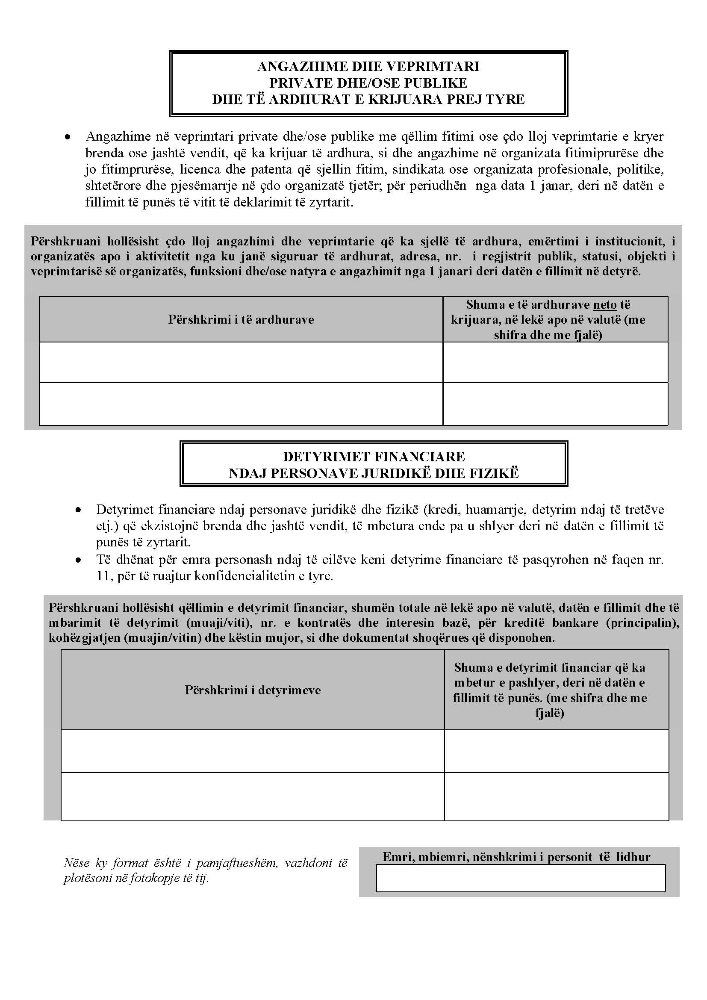 ANGAZHIME DHE VEPRIMTARI
PRIVATE DHE/OSE PUBLIKE
DHE TË ARDHURAT E KRIJUARA PREJ TYRE
• Angazhime në veprimtari private dhe/ose publike me qëllim fitimi ose çdo lloj veprimtarie e kryer
brenda ose jashtë vendit, që ka krijuar të ardhura, si dhe angazhime në organizata fitimiprurëse dhe
jo fitimprurëse, licenca dhe patenta që sjellin fitim, sindikata ose organizata profesionale, politike,
shtetërore dhe pjesëmarrje në çdo organizatë tjetër; për periudhën nga data 1 janar, deri në datën e
fillimit të punës të vitit të deklarimit të zyrtarit.
Përshkruani hollësisht çdo lloj angazhimi dhe veprimtarie që ka sjellë të ardhura, emërtimi i institucionit, i
organizatës apo i aktivitetit nga ku janë siguruar të ardhurat, adresa, nr. i regjistrit publik, statusi, objekti i
veprimtarisë së organizatës, funksioni dhe/ose natyra e angazhimit nga 1 janari deri datën e fillimit në detyrë.
Përshkrimi i të ardhurave
Shuma e të ardhurave neto të
krijuara, në lekë apo në valutë (me
shifra dhe me fjalë)
DETYRIMET FINANCIARE
NDAJ PERSONAVE JURIDIKË DHE FIZIKË
• Detyrimet financiare ndaj personave juridikë dhe fizikë (kredi, huamarrje, detyrim ndaj të tretëve
etj.) që ekzistojnë brenda dhe jashtë vendit, të mbetura ende pa u shlyer deri në datën e fillimit të
punës të zyrtarit.
• Të dhënat për emra personash ndaj të cilëve keni detyrime financiare të pasqyrohen në faqen nr.
11, për të ruajtur konfidencialitetin e tyre.
Përshkruani hollësisht qëllimin e detyrimit financiar, shumën totale në lekë apo në valutë, datën e fillimit dhe të
mbarimit të detyrimit (muaji/viti), nr. e kontratës dhe interesin bazë, për kreditë bankare (principalin),
kohëzgjatjen (muajin/vitin) dhe këstin mujor, si dhe dokumentat shoqërues që disponohen.
Përshkrimi i detyrimeve
Shuma e detyrimit financiar që ka
mbetur e pashlyer, deri në datën e
fillimit të punës. (me shifra dhe me
fjalë)
Nëse ky format është i pamjaftueshëm, vazhdoni të
plotësoni në fotokopje të tij.
Emri, mbiemri, nënshkrimi i personit të lidhur